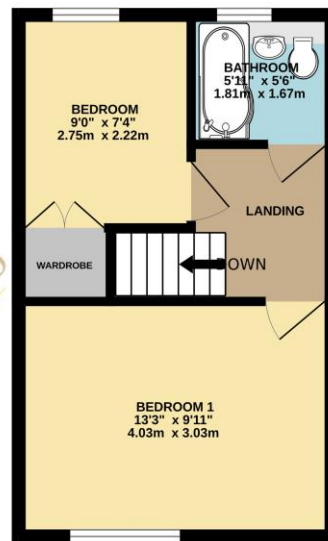 BEDROOM
9'0" x 7'4"
2.75m x 2.22m
BATHROOM
5'11" x 5'6"
1.81m x 1.67m
LANDING
WARDROBE
DOWN
BEDROOM 1
13'3" x 9'11"
4.03m x 3.03m